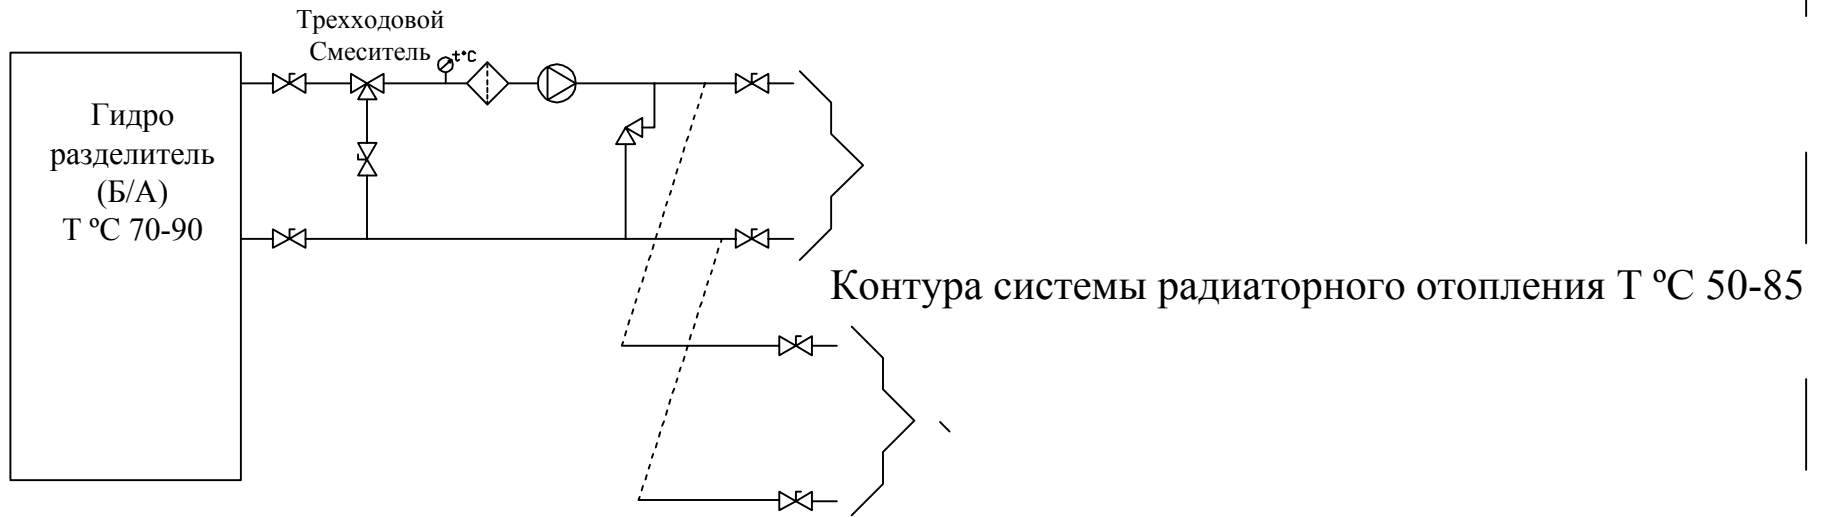 Трехходовой
Смеситель
t°C
Гидро
разделитель
(Б/А)
Т ºС 70-90
Контура системы радиаторного отопления Т ºС 50-85